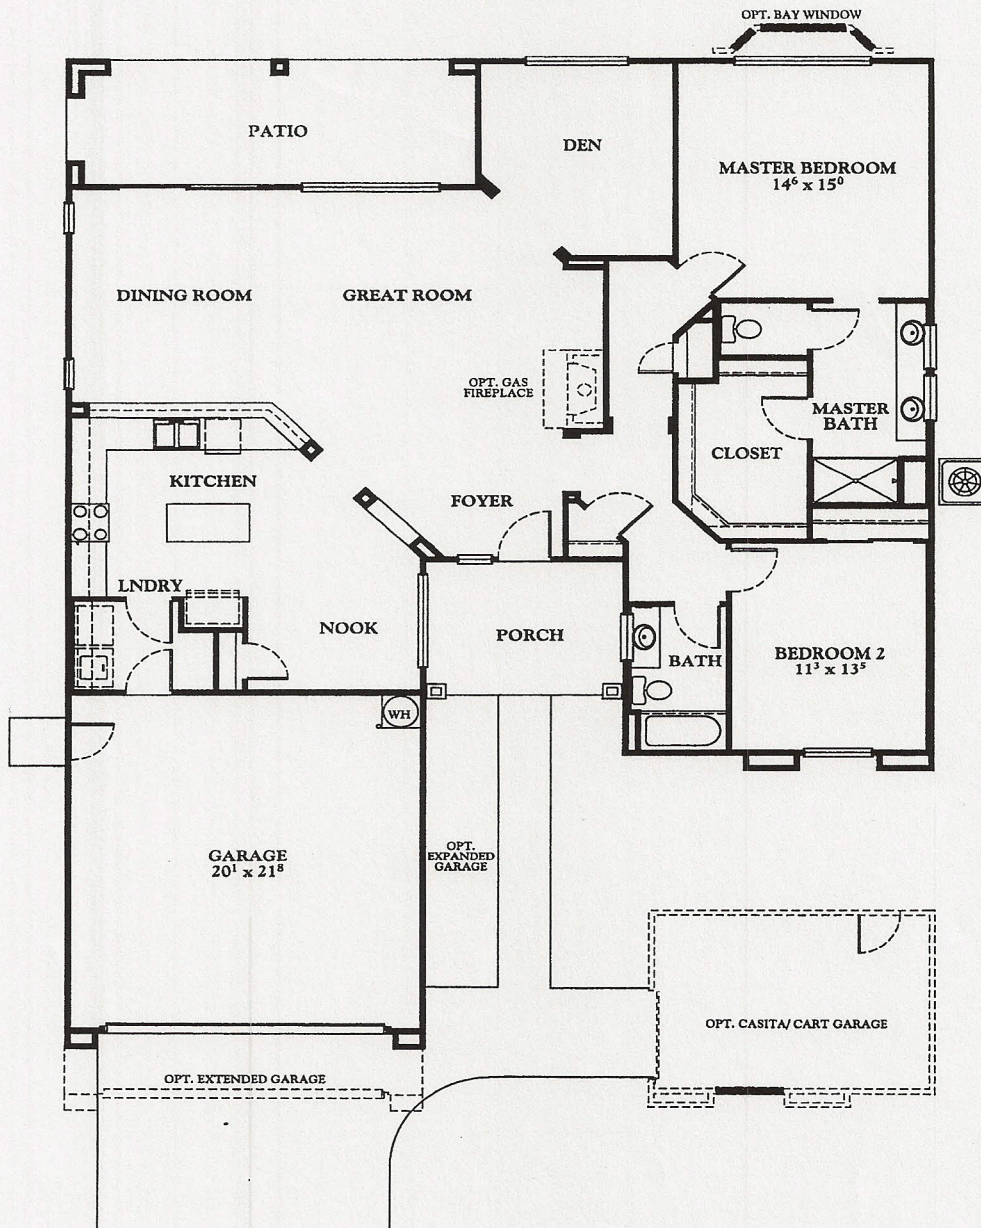 OPT. BAY WINDOW
PATIO
DEN
MASTER BEDROOM
14⁶ x 15⁰
DINING ROOM
GREAT ROOM
OPT. GAS
FIREPLACE
MASTER
BATH
KITCHEN
CLOSET
FOYER
LNDRY
NOOK
PORCH
BATH
BEDROOM 2
11³ x 13⁵
WH
GARAGE
20¹ x 21⁸
OPT.
EXPANDED
GARAGE
OPT. CASITA/ CART GARAGE
OPT. EXTENDED GARAGE